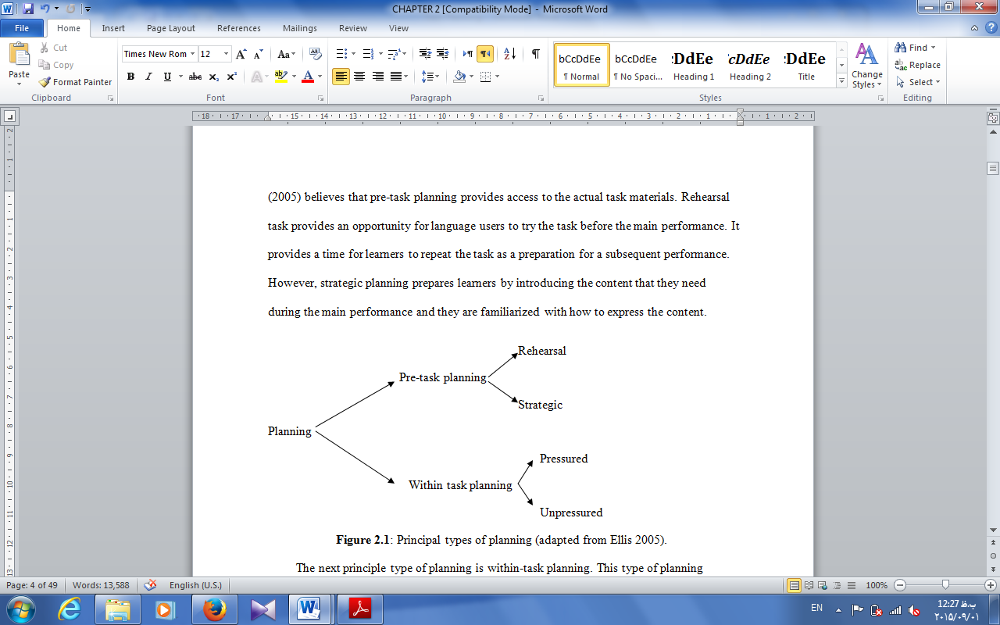 CHAPTER 2 [Compatibility Mode] - Microsoft Word
File Home Insert Page Layout References Mailings Review View
Paste
Cut
Copy
Format Painter
Clipboard
Times New Rom 12
Font
Paragraph
bCcDdEe bCcDdEe :DdEe 'cDdEe :DdEe
¶ Normal ¶ No Spaci... Heading 1 Heading 2 Title
Change Styles
Styles
Find
Replace
Select
Editing
18 17 15 14 13 12 11 10 9 8 7 6 5 4 3 2 1 1 2
(2005) believes that pre-task planning provides access to the actual task materials. Rehearsal
task provides an opportunity for language users to try the task before the main performance. It
provides a time for learners to repeat the task as a preparation for a subsequent performance.
However, strategic planning prepares learners by introducing the content that they need
during the main performance and they are familiarized with how to express the content.
Rehearsal
Pre-task planning
Strategic
Planning
Pressured
Within task planning
Unpressured
Figure 2.1: Principal types of planning (adapted from Ellis 2005).
The next principle type of planning is within-task planning. This type of planning
Page: 4 of 49 Words: 13,588 English (U.S.) 100%
EN
12:27 ب.ظ
۲۰۱۵/۰۹/۰۱